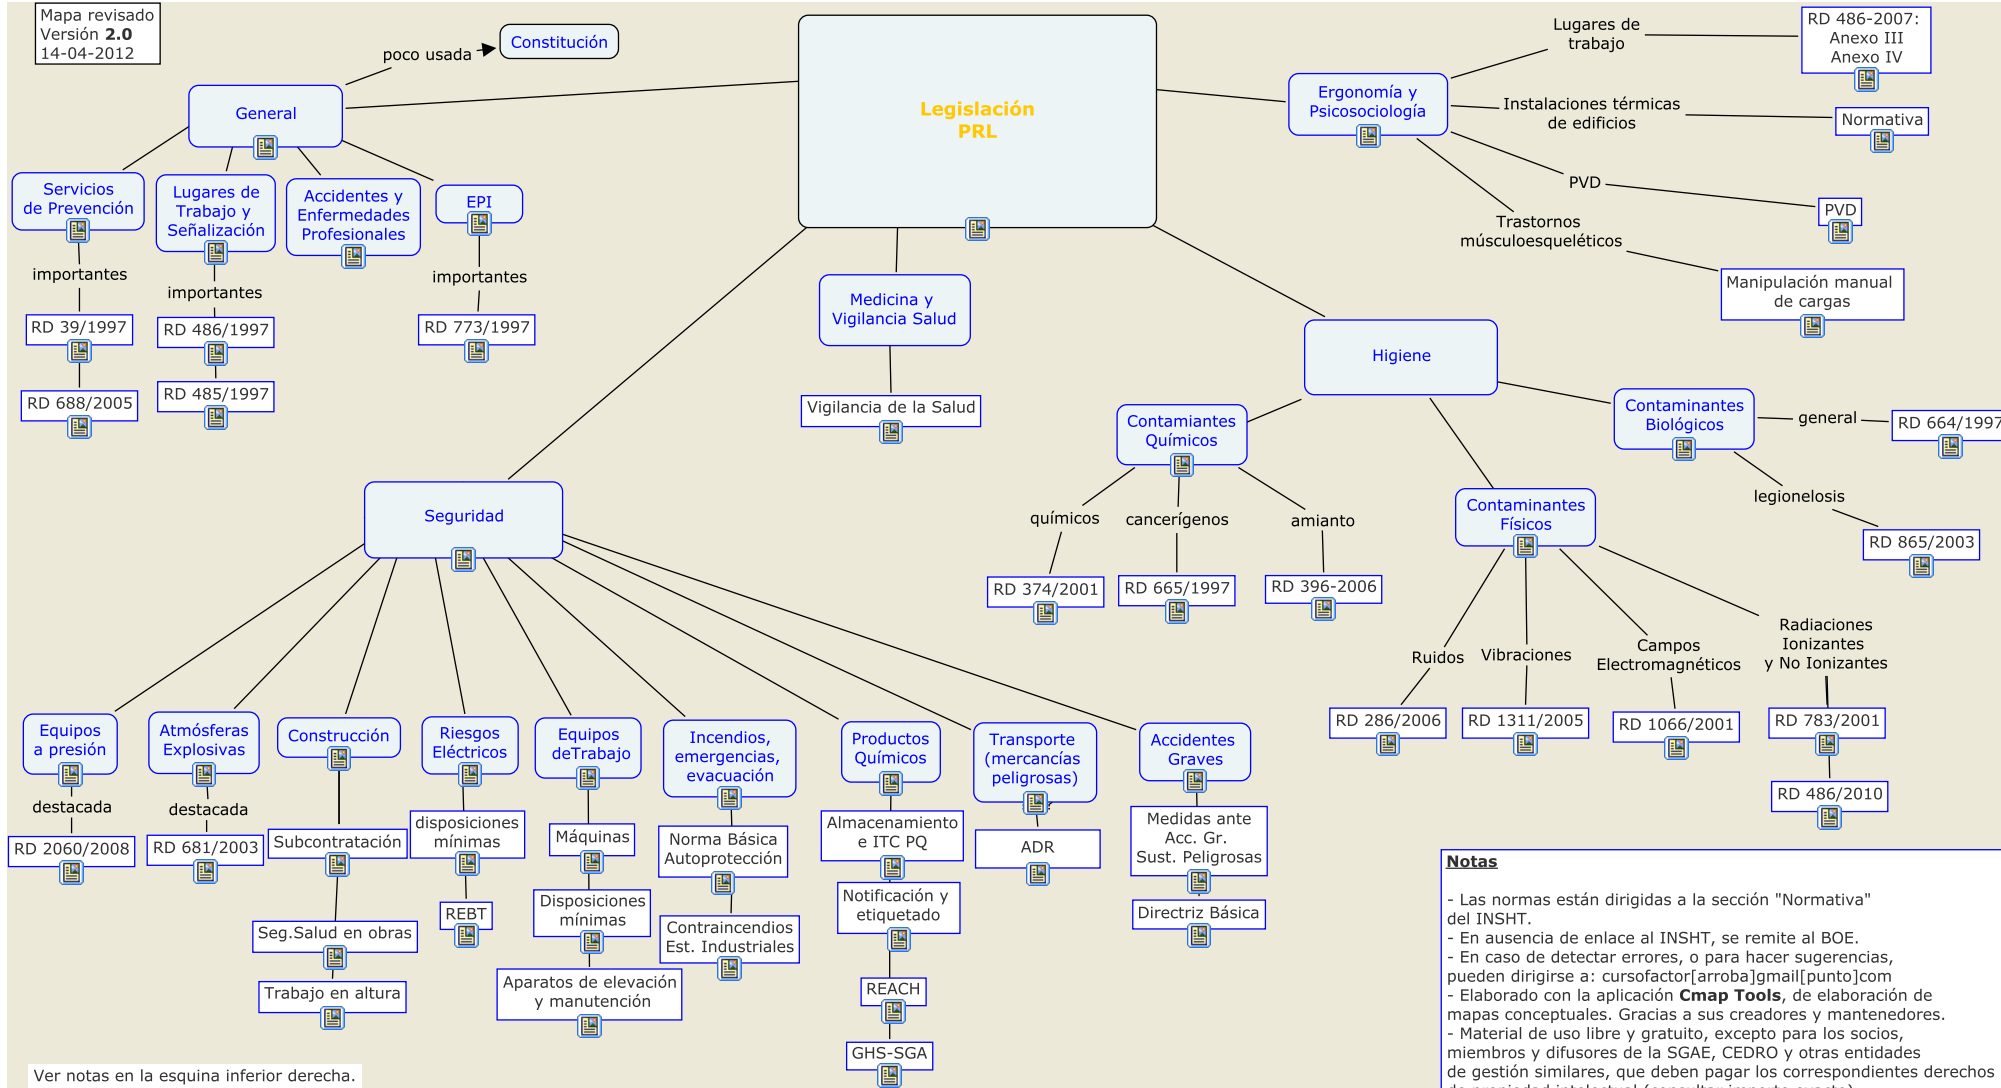 Mapa revisado
Versión 2.0
14-04-2012
poco usada
Constitución
General
Servicios
de Prevención
importantes
RD 39/1997
RD 688/2005
Lugares de
Trabajo y
Señalización
importantes
RD 486/1997
RD 485/1997
Accidentes y
Enfermedades
Profesionales
EPI
importantes
RD 773/1997
Legislación
PRL
Medicina y
Vigilancia Salud
Vigilancia de la Salud
Ergonomía y
Psicosociología
Lugares de
trabajo
RD 486-2007:
Anexo III
Anexo IV
Instalaciones térmicas
de edificios
Normativa
PVD
PVD
Trastornos
músculoesqueléticos
Manipulación manual
de cargas
Higiene
Contamiantes
Químicos
químicos
RD 374/2001
cancerígenos
RD 665/1997
amianto
RD 396-2006
Contaminantes
Biológicos
general
RD 664/1997
legionelosis
RD 865/2003
Contaminantes
Físicos
Ruidos
RD 286/2006
Vibraciones
RD 1311/2005
Campos
Electromagnéticos
RD 1066/2001
Radiaciones
Ionizantes
y No Ionizantes
RD 783/2001
RD 486/2010
Seguridad
Equipos
a presión
destacada
RD 2060/2008
Atmósferas
Explosivas
destacada
RD 681/2003
Construcción
Subcontratación
Seg.Salud en obras
Trabajo en altura
Riesgos
Eléctricos
disposiciones
mínimas
REBT
Equipos
deTrabajo
Máquinas
Disposiciones
mínimas
Aparatos de elevación
y manutención
Incendios,
emergencias,
evacuación
Norma Básica
Autoprotección
Contraincendios
Est. Industriales
Productos
Químicos
Almacenamiento
e ITC PQ
Notificación y
etiquetado
REACH
GHS-SGA
Transporte
(mercancías
peligrosas)
ADR
Accidentes
Graves
Medidas ante
Acc. Gr.
Sust. Peligrosas
Directriz Básica
Notas
- Las normas están dirigidas a la sección "Normativa"
del INSHT.
- En ausencia de enlace al INSHT, se remite al BOE.
- En caso de detectar errores, o para hacer sugerencias,
pueden dirigirse a: cursofactor[arroba]gmail[punto]com
- Elaborado con la aplicación Cmap Tools, de elaboración de
mapas conceptuales. Gracias a sus creadores y mantenedores.
- Material de uso libre y gratuito, excepto para los socios,
miembros y difusores de la SGAE, CEDRO y otras entidades
de gestión similares, que deben pagar los correspondientes derechos
de propiedad intelectual (consultar importe exacto)
Ver notas en la esquina inferior derecha.